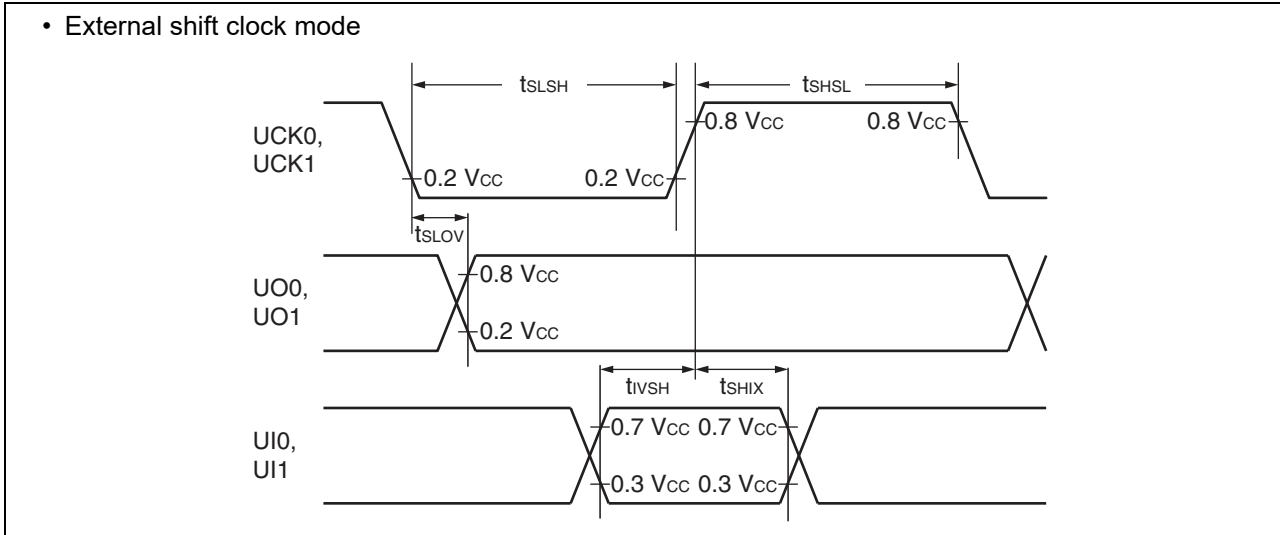 • External shift clock mode
tSLSH
tSHSL
UCK0,
UCK1
0.8 VCC
0.8 VCC
0.2 VCC
0.2 VCC
tSLOV
UO0,
UO1
0.8 VCC
0.2 VCC
tIVSH
tSHIX
UI0,
UI1
0.7 VCC
0.7 VCC
0.3 VCC
0.3 VCC